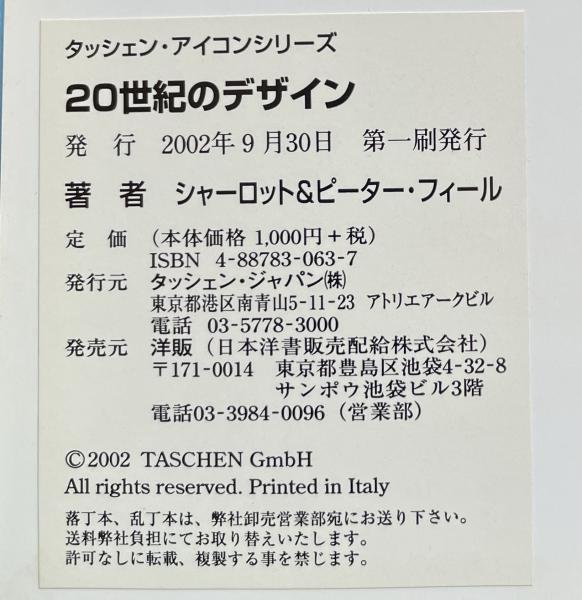 タッシェン・アイコンシリーズ
20世紀のデザイン
発　行　2002年9月30日　第一刷発行
著　者　シャーロット&ピーター・フィール
定　価　（本体価格 1,000円＋税）
ISBN 4-88783-063-7
発行元　タッシェン・ジャパン㈱
東京都港区南青山5-11-23　アトリエアークビル
電話　03-5778-3000
発売元　洋販（日本洋書販売配給株式会社）
〒171-0014　東京都豊島区池袋4-32-8
サンポウ池袋ビル3階
電話03-3984-0096（営業部）
©2002 TASCHEN GmbH
All rights reserved. Printed in Italy
落丁本、乱丁本は、弊社卸売営業部宛にお送り下さい。
送料弊社負担にてお取り替えいたします。
許可なしに転載、複製する事を禁じます。